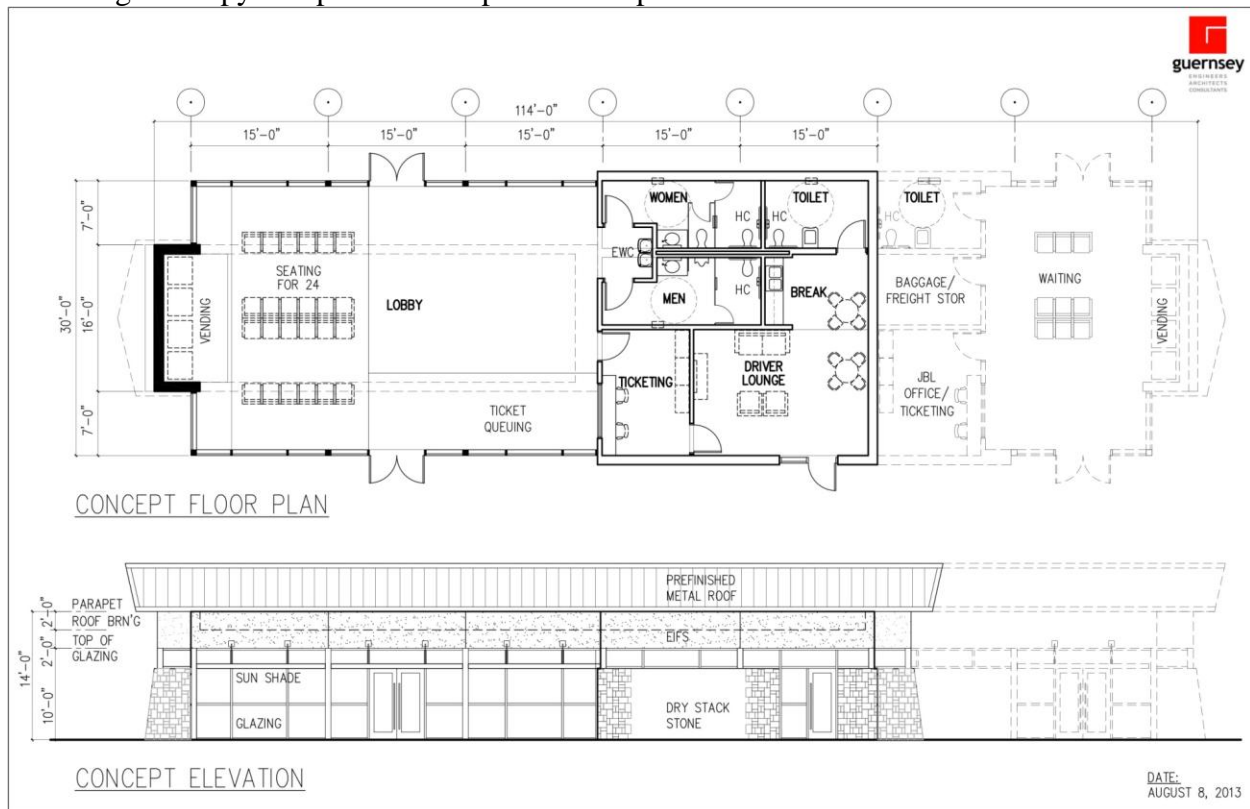 guernsey
ENGINEERS
ARCHITECTS
CONSULTANTS
114'-0"
15'-0"
15'-0"
15'-0"
15'-0"
15'-0"
7'-0"
30'-0"
16'-0"
7'-0"
WOMEN
HC
HC
TOILET
HC
TOILET
EWC
SEATING
FOR 24
LOBBY
VENDING
MEN
HC
BREAK
BAGGAGE/
FREIGHT STOR
WAITING
VENDING
TICKETING
DRIVER
LOUNGE
JBL
OFFICE/
TICKETING
TICKET
QUEUING
CONCEPT FLOOR PLAN
PREFINISHED
METAL ROOF
PARAPET
ROOF BRN'G
TOP OF
GLAZING
2'-0"
2'-0"
14'-0"
10'-0"
EIFS
SUN SHADE
GLAZING
DRY STACK
STONE
CONCEPT ELEVATION
DATE:
AUGUST 8, 2013